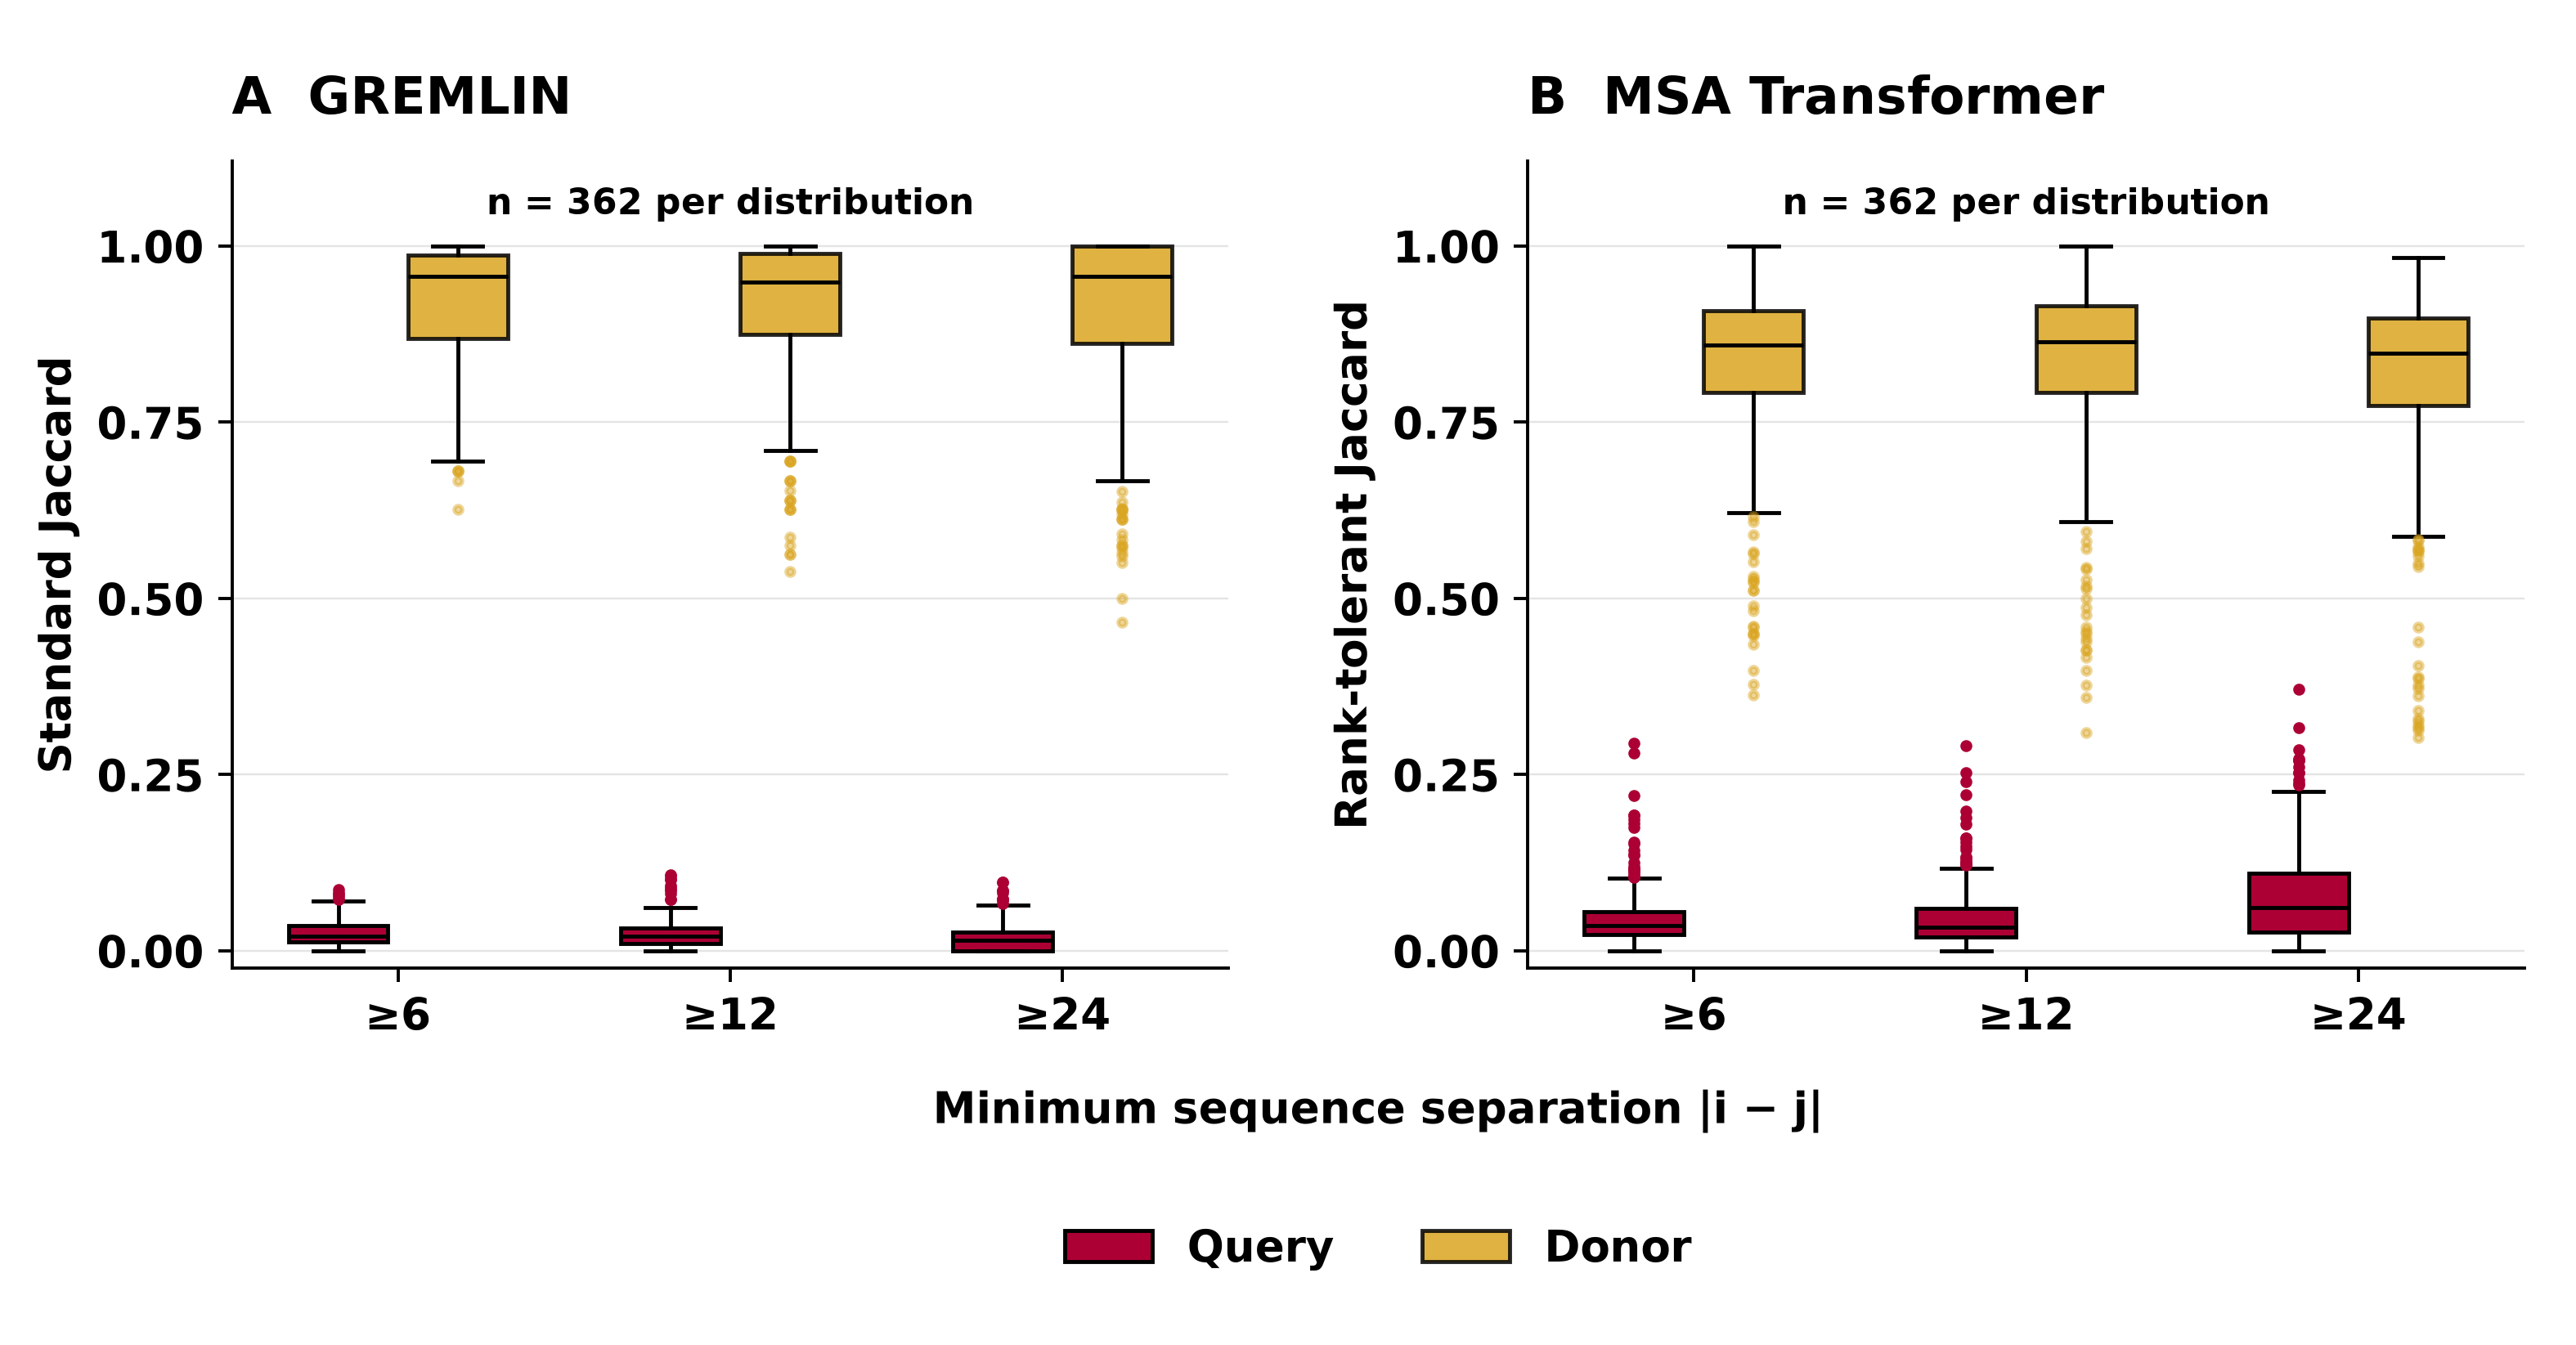 A GREMLIN
n = 362 per distribution
Standard Jaccard
1.00
0.75
0.50
0.25
0.00
≥6
≥12
≥24
B MSA Transformer
n = 362 per distribution
Rank-tolerant Jaccard
1.00
0.75
0.50
0.25
0.00
≥6
≥12
≥24
Minimum sequence separation |i − j|
Query
Donor